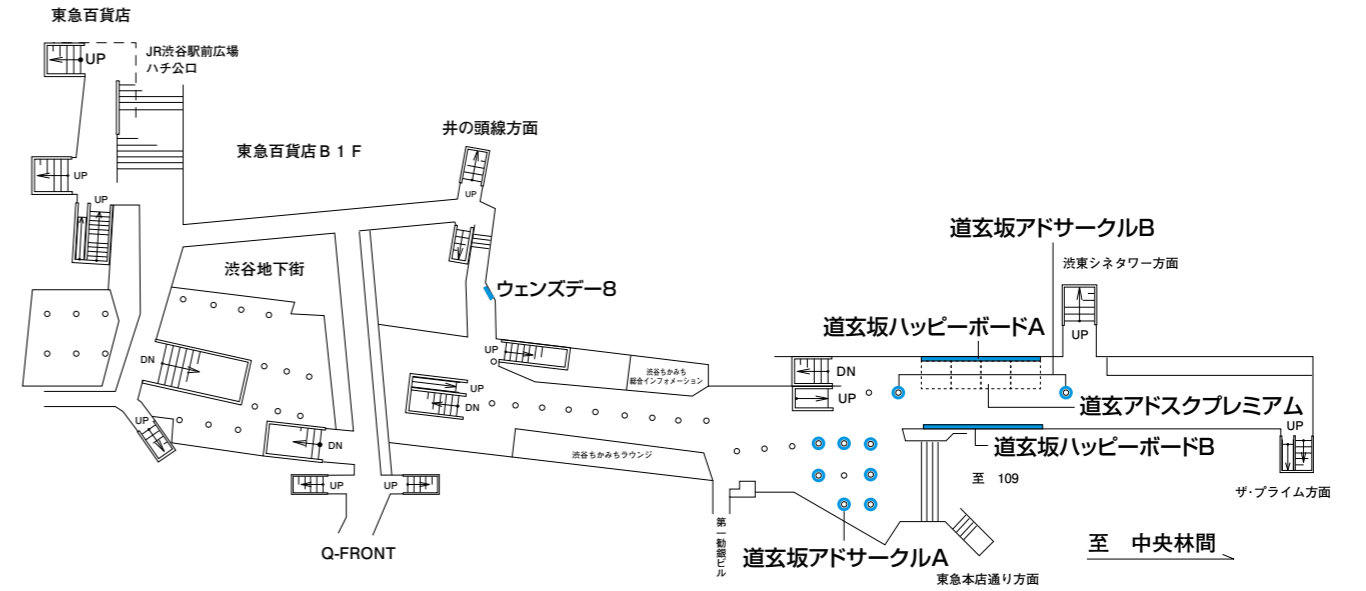 東急百貨店
UP
JR渋谷駅前広場
ハチ公口
UP
UP
東急百貨店B1F
井の頭線方面
UP
渋谷地下街
ウェンズデー8
DN
UP
DN
UP
UP
Q-FRONT
UP
UP
DN
渋谷ちかみち
総合インフォメーション
渋谷ちかみちラウンジ
第一勧銀ビル
道玄坂アドサークルB
渋東シネタワー方面
UP
道玄坂ハッピーボードA
DN
UP
道玄アドスクプレミアム
道玄坂ハッピーボードB
UP
至 109
ザ・プライム方面
道玄坂アドサークルA
東急本店通り方面
至 中央林間